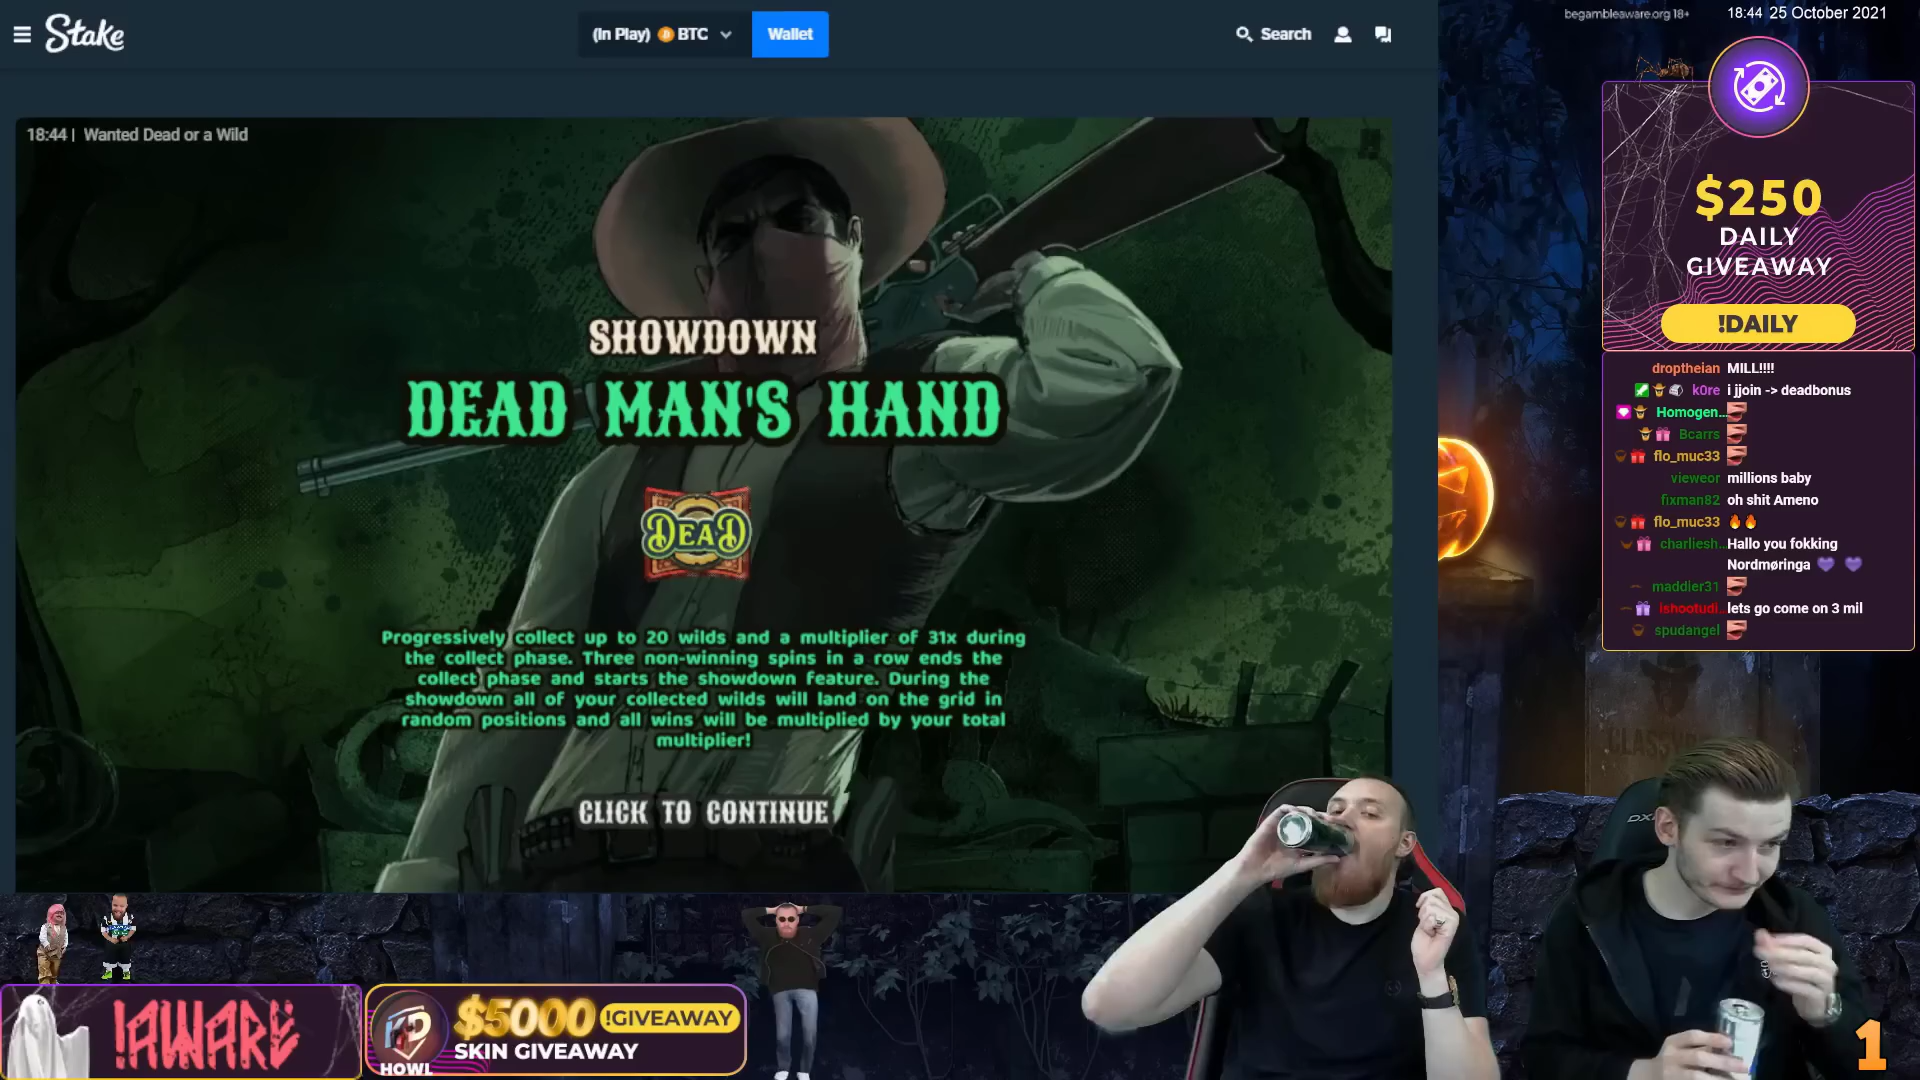 Stake
(In Play) BTC
Wallet
Search
begambleaware.org 18+
18:44 25 October 2021
18:44 | Wanted Dead or a Wild
SHOWDOWN
DEAD MAN'S HAND
DEAD
Progressively collect up to 20 wilds and a multiplier of 31x during
the collect phase. Three non-winning spins in a row ends the
collect phase and starts the showdown feature. During the
showdown all of your collected wilds will land on the grid in
random positions and all wins will be multiplied by your total
multiplier!
CLICK TO CONTINUE
$250
DAILY
GIVEAWAY
!DAILY
droptheian MILL!!!!
k0re i jjoin -> deadbonus
Homogen...
Bcarrs
flo_muc33
vieweor millions baby
fixman82 oh shit Ameno
flo_muc33 🔥🔥
charliesh... Hallo you fokking
Nordmøringa 💜 💜
maddler31
ishootudi... lets go come on 3 mil
spudangel
!AWARE
$5000 !GIVEAWAY
SKIN GIVEAWAY
HOWL
1